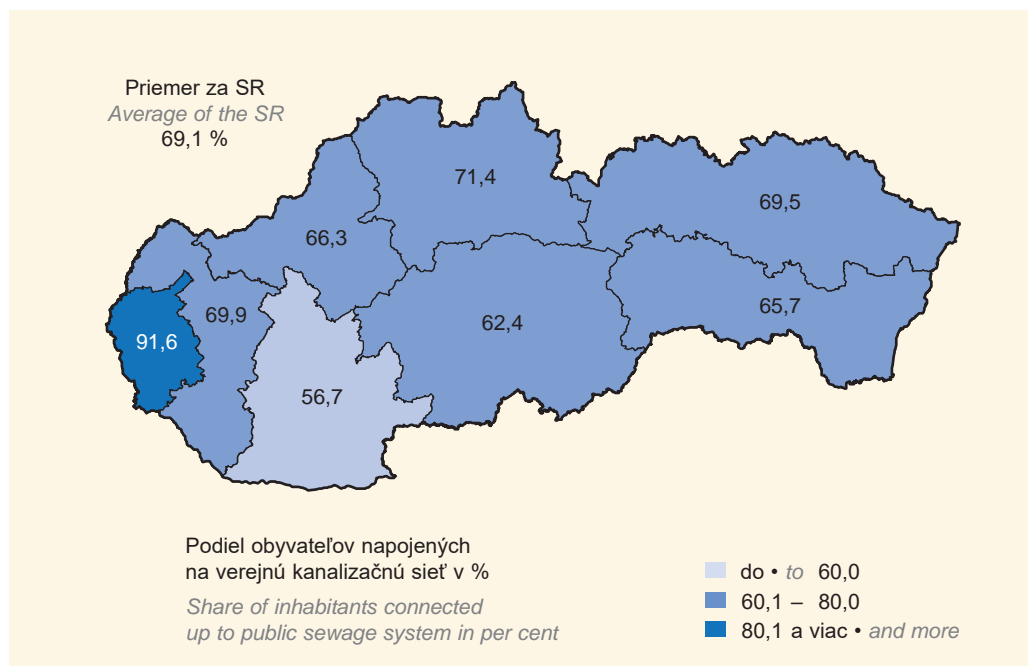 Priemer za SR
Average of the SR
69,1 %
71,4
69,5
66,3
69,9
65,7
62,4
91,6
56,7
Podiel obyvateľov napojených
na verejnú kanalizačnú sieť v %
Share of inhabitants connected
up to public sewage system in per cent
do • to 60,0
60,1 – 80,0
80,1 a viac • and more